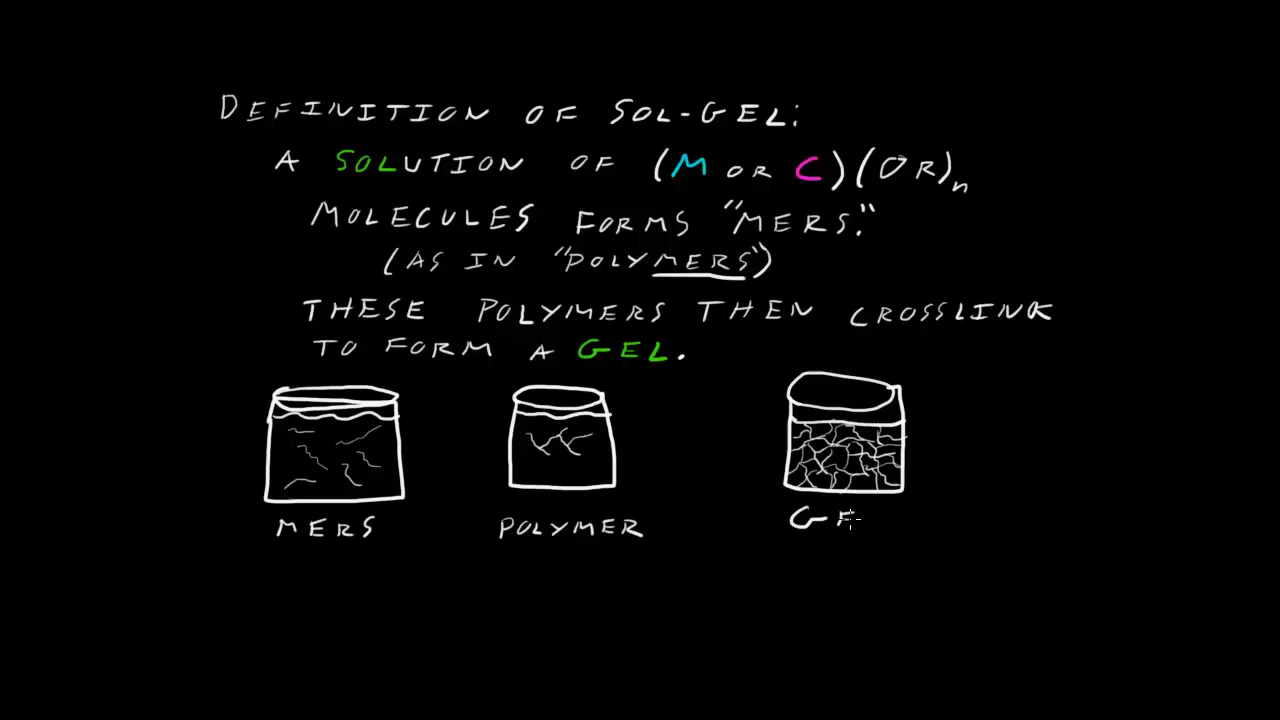 DEFINITION OF SOL-GEL:
A SOLUTION OF (M OR C)(OR)n
MOLECULES FORMS "MERS."
(AS IN "POLYMERS")
THESE POLYMERS THEN CROSSLINK
TO FORM A GEL.
MERS POLYMER GE